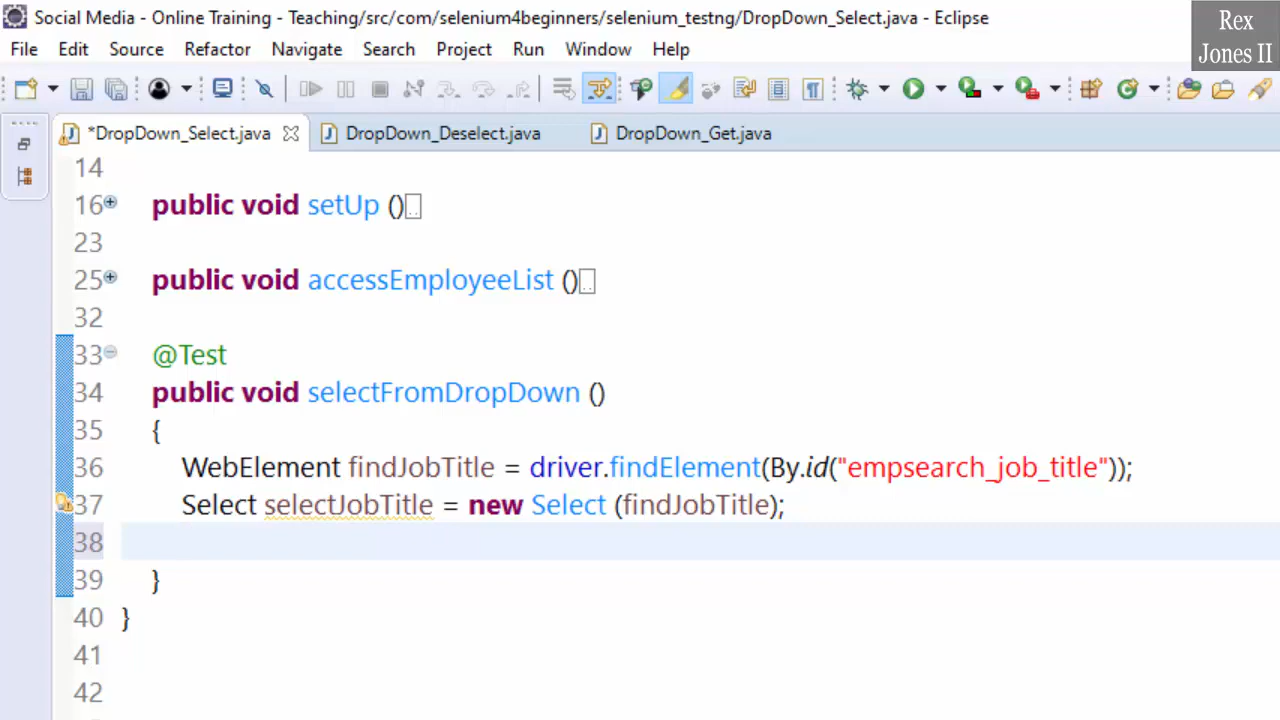 Social Media - Online Training - Teaching/src/com/selenium4beginners/selenium_testng/DropDown_Select.java - Eclipse
Rex
Jones II
File Edit Source Refactor Navigate Search Project Run Window Help
*DropDown_Select.java DropDown_Deselect.java DropDown_Get.java
14
16 public void setUp ()
23
25 public void accessEmployeeList ()
32
33 @Test
34 public void selectFromDropDown ()
35 {
36 WebElement findJobTitle = driver.findElement(By.id("empsearch_job_title"));
37 Select selectJobTitle = new Select (findJobTitle);
38
39 }
40 }
41
42